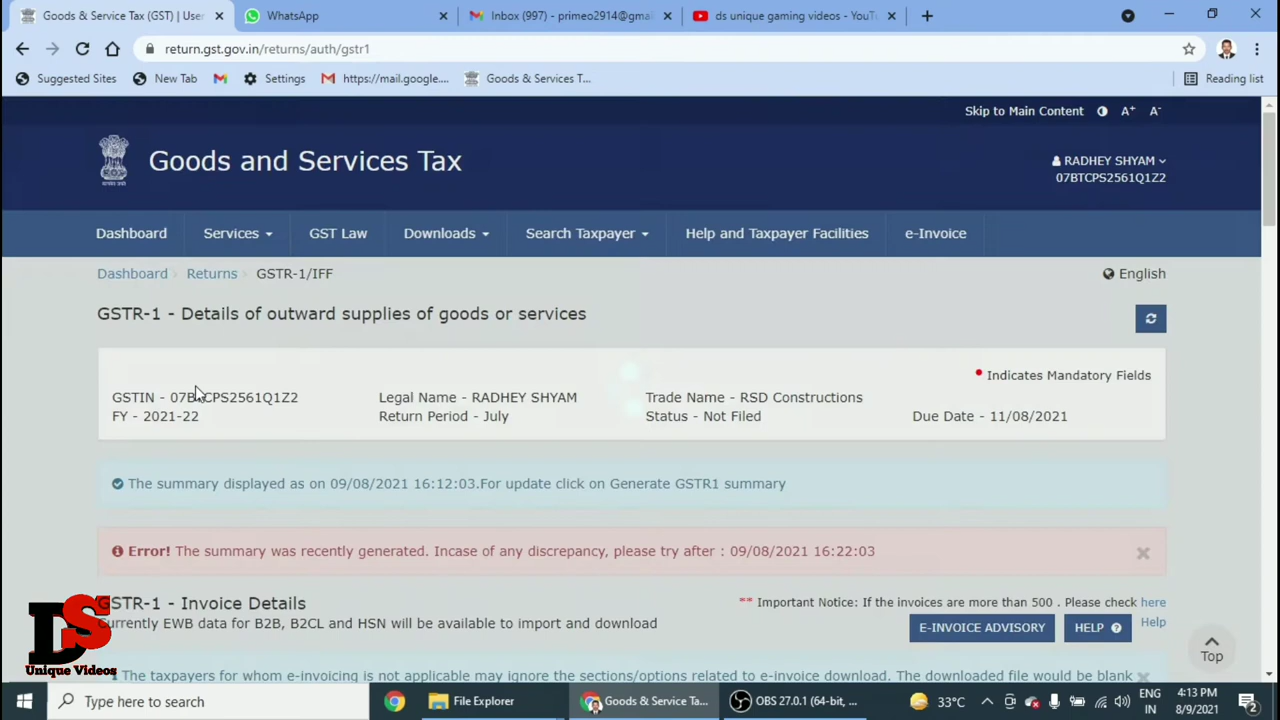 Goods & Service Tax (GST) | User
WhatsApp
Inbox (997) - primeo2914@gmai
ds unique gaming videos - YouTu
return.gst.gov.in/returns/auth/gstr1
Suggested Sites
New Tab
Settings
https://mail.google....
Goods & Services T...
Reading list
Skip to Main Content
A+
A-
Goods and Services Tax
RADHEY SHYAM
07BTCPS2561Q1Z2
Dashboard
Services
GST Law
Downloads
Search Taxpayer
Help and Taxpayer Facilities
e-Invoice
Dashboard
Returns
GSTR-1/IFF
English
GSTR-1 - Details of outward supplies of goods or services
• Indicates Mandatory Fields
GSTIN - 07BTCPS2561Q1Z2
Legal Name - RADHEY SHYAM
Trade Name - RSD Constructions
FY - 2021-22
Return Period - July
Status - Not Filed
Due Date - 11/08/2021
The summary displayed as on 09/08/2021 16:12:03.For update click on Generate GSTR1 summary
Error! The summary was recently generated. Incase of any discrepancy, please try after : 09/08/2021 16:22:03
GSTR-1 - Invoice Details
** Important Notice: If the invoices are more than 500 . Please check here
Currently EWB data for B2B, B2CL and HSN will be available to import and download
Help
E-INVOICE ADVISORY
HELP
The taxpayers for whom e-invoicing is not applicable may ignore the sections/options related to e-invoice download. The downloaded file would be blank
Top
DS
Unique Videos
Type here to search
File Explorer
Goods & Service Ta...
OBS 27.0.1 (64-bit, ...
33°C
ENG
IN
4:13 PM
8/9/2021
2